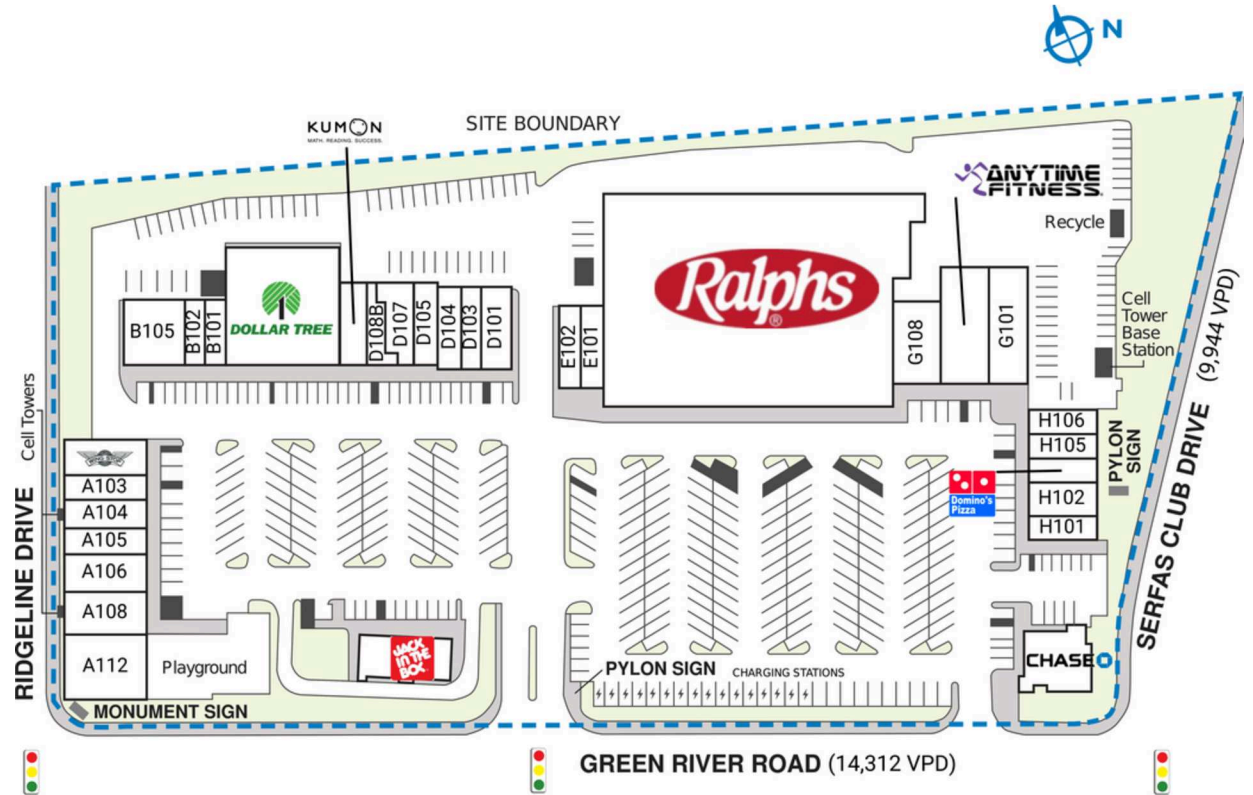 N
KUMON
MATH. READING. SUCCESS.
SITE BOUNDARY
ANYTIME
FITNESS
Recycle
Ralphs
®
DOLLAR TREE
B105
B102
B101
D108B
D107
D105
D104
D103
D101
E102
E101
G108
G101
Cell
Tower
Base
Station
H106
H105
H102
H101
PYLON
SIGN
Domino's
Pizza
Cell Towers
A103
A104
A105
A106
A108
A112
Playground
JACK
IN THE
BOX
CHASE
PYLON SIGN
CHARGING STATIONS
MONUMENT SIGN
RIDGELINE DRIVE
SERFAS CLUB DRIVE (9,944 VPD)
GREEN RIVER ROAD (14,312 VPD)